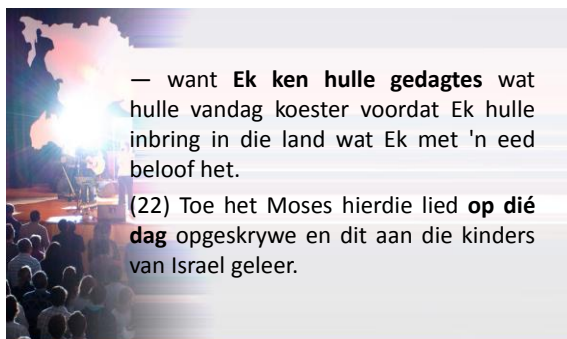 — want Ek ken hulle gedagtes wat
hulle vandag koester voordat Ek hulle
inbring in die land wat Ek met 'n eed
beloof het.
(22) Toe het Moses hierdie lied op dié
dag opgeskrywe en dit aan die kinders
van Israel geleer.